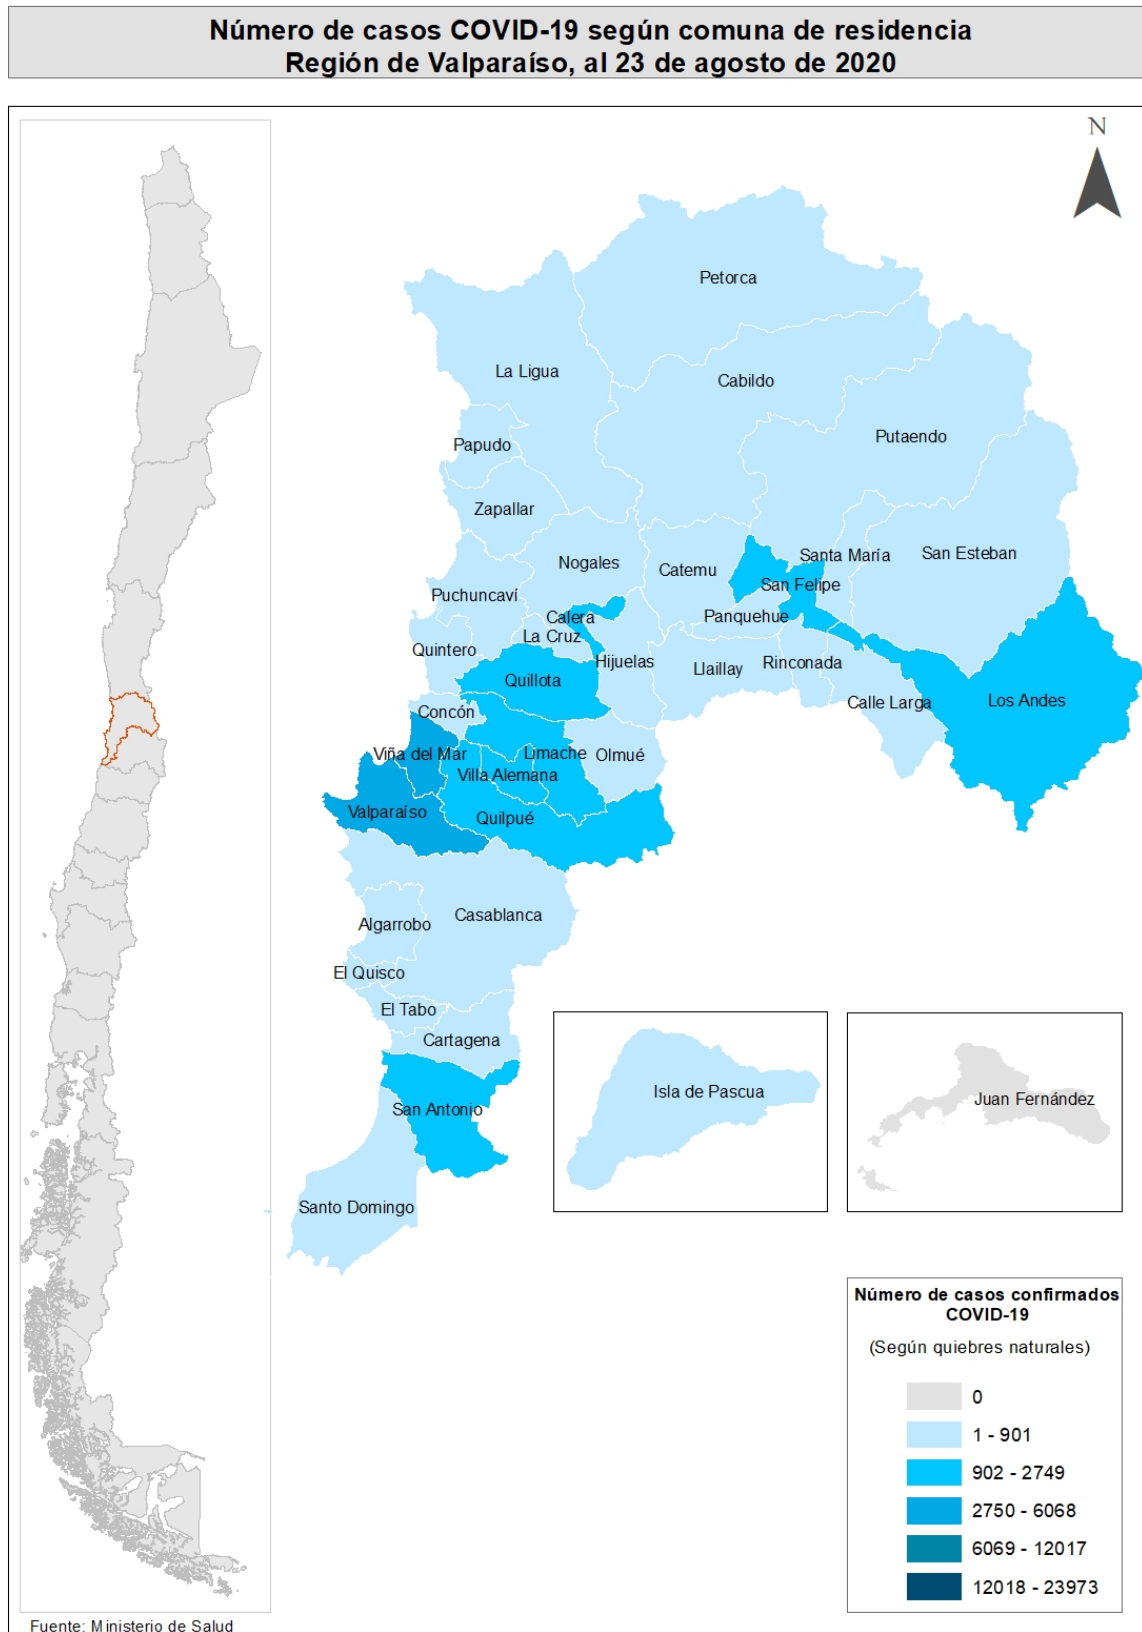 Número de casos COVID-19 según comuna de residencia
Región de Valparaíso, al 23 de agosto de 2020
N
Petorca
La Ligua
Cabildo
Putaendo
Papudo
Zapallar
Nogales
Catemu
Santa María
San Esteban
San Felipe
Puchuncaví
Calera
Panquehue
La Cruz
Quintero
Hijuelas
Llaillay
Rinconada
Quillota
Calle Larga
Los Andes
Concón
Viña del Mar
Limache
Olmué
Villa Alemana
Valparaíso
Quilpué
Casablanca
Algarrobo
El Quisco
El Tabo
Cartagena
San Antonio
Isla de Pascua
Juan Fernández
Santo Domingo
Número de casos confirmados
COVID-19
(Según quiebres naturales)
0
1 - 901
902 - 2749
2750 - 6068
6069 - 12017
12018 - 23973
Fuente: Ministerio de Salud